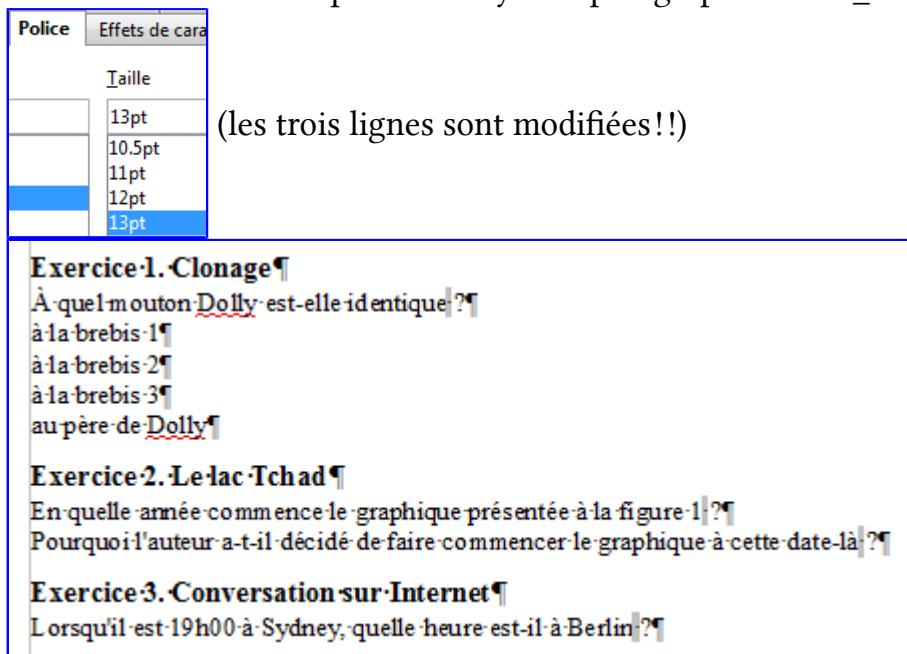 Police Effets de cara
Taille
13pt
(les trois lignes sont modifiées!!)
10.5pt
11pt
12pt
13pt
Exercice·1.·Clonage¶
À·quel·mouton·Dolly·est-elle·identique ?¶
à·la·brebis·1¶
à·la·brebis·2¶
à·la·brebis·3¶
au·père·de·Dolly¶
Exercice·2.·Le·lac·Tchad¶
En·quelle·année·commence·le·graphique·présentée·à·la·figure·1 ?¶
Pourquoi·l'auteur·a-t-il·décidé·de·faire·commencer·le·graphique·à·cette·date-là ?¶
Exercice·3.·Conversation·sur·Internet¶
Lorsqu'il·est·19h00·à·Sydney,·quelle·heure·est-il·à·Berlin ?¶